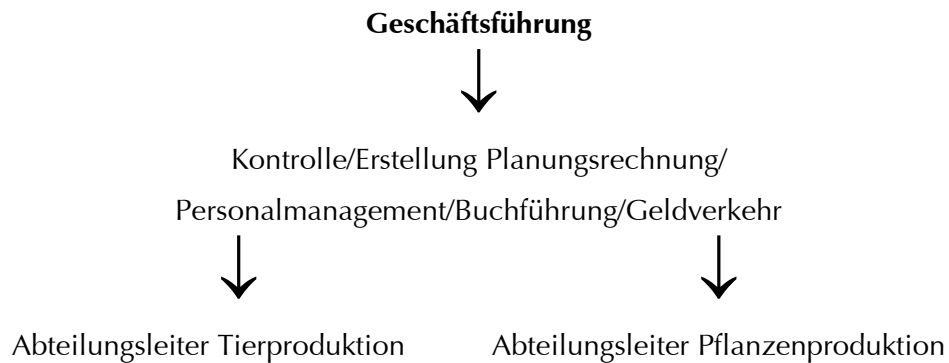 Geschäftsführung
Kontrolle/Erstellung Planungsrechnung/
Personalmanagement/Buchführung/Geldverkehr
Abteilungsleiter Tierproduktion
Abteilungsleiter Pflanzenproduktion